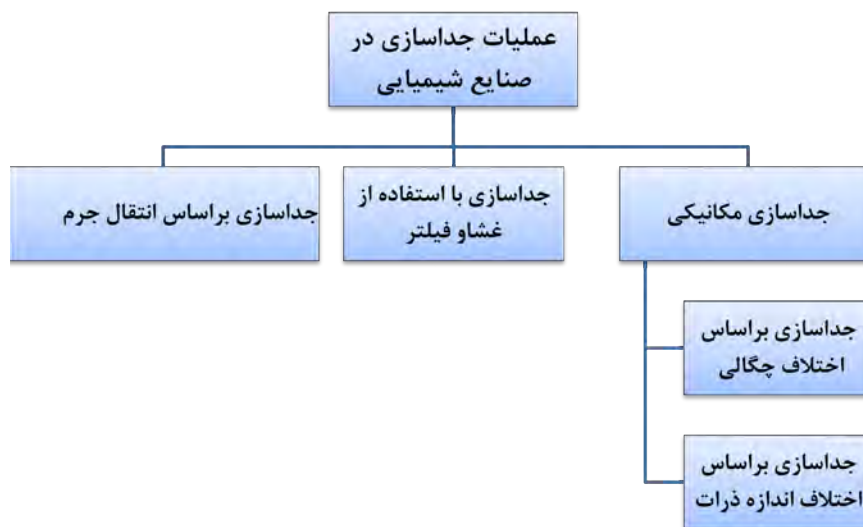 عملیات جداسازی در
صنایع شیمیایی
جداسازی مکانیکی
جداسازی با استفاده از
غشاو فیلتر
جداسازی براساس انتقال جرم
جداسازی براساس
اختلاف چگالی
جداسازی براساس
اختلاف اندازه ذرات